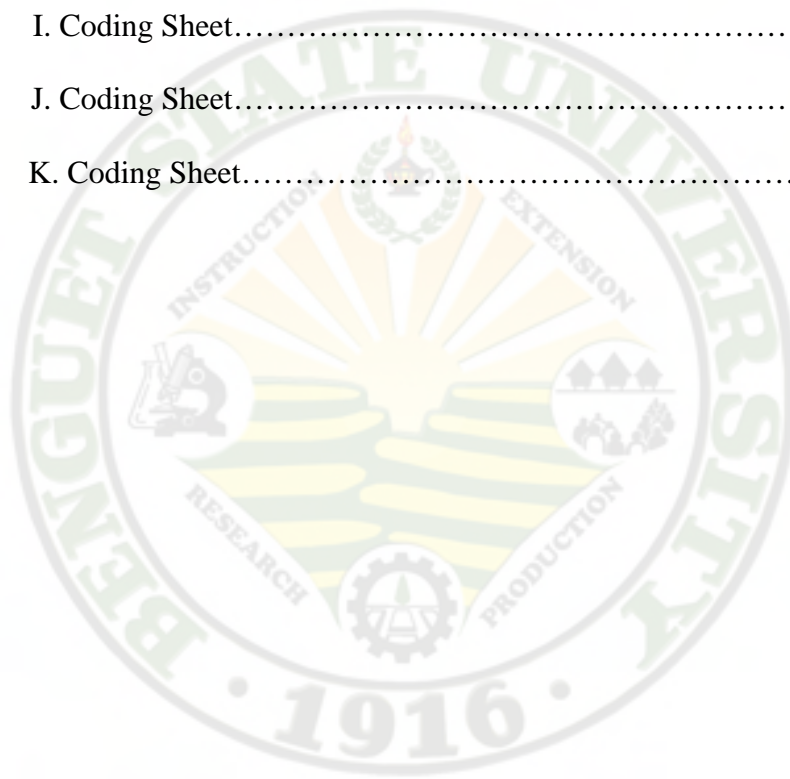 I. Coding Sheet……………………………………………
J. Coding Sheet……………………………………………
K. Coding Sheet……………………………………………
BENGUET STATE UNIVERSITY
INSTRUCTION
EXTENSION
RESEARCH
PRODUCTION
· 1916 ·